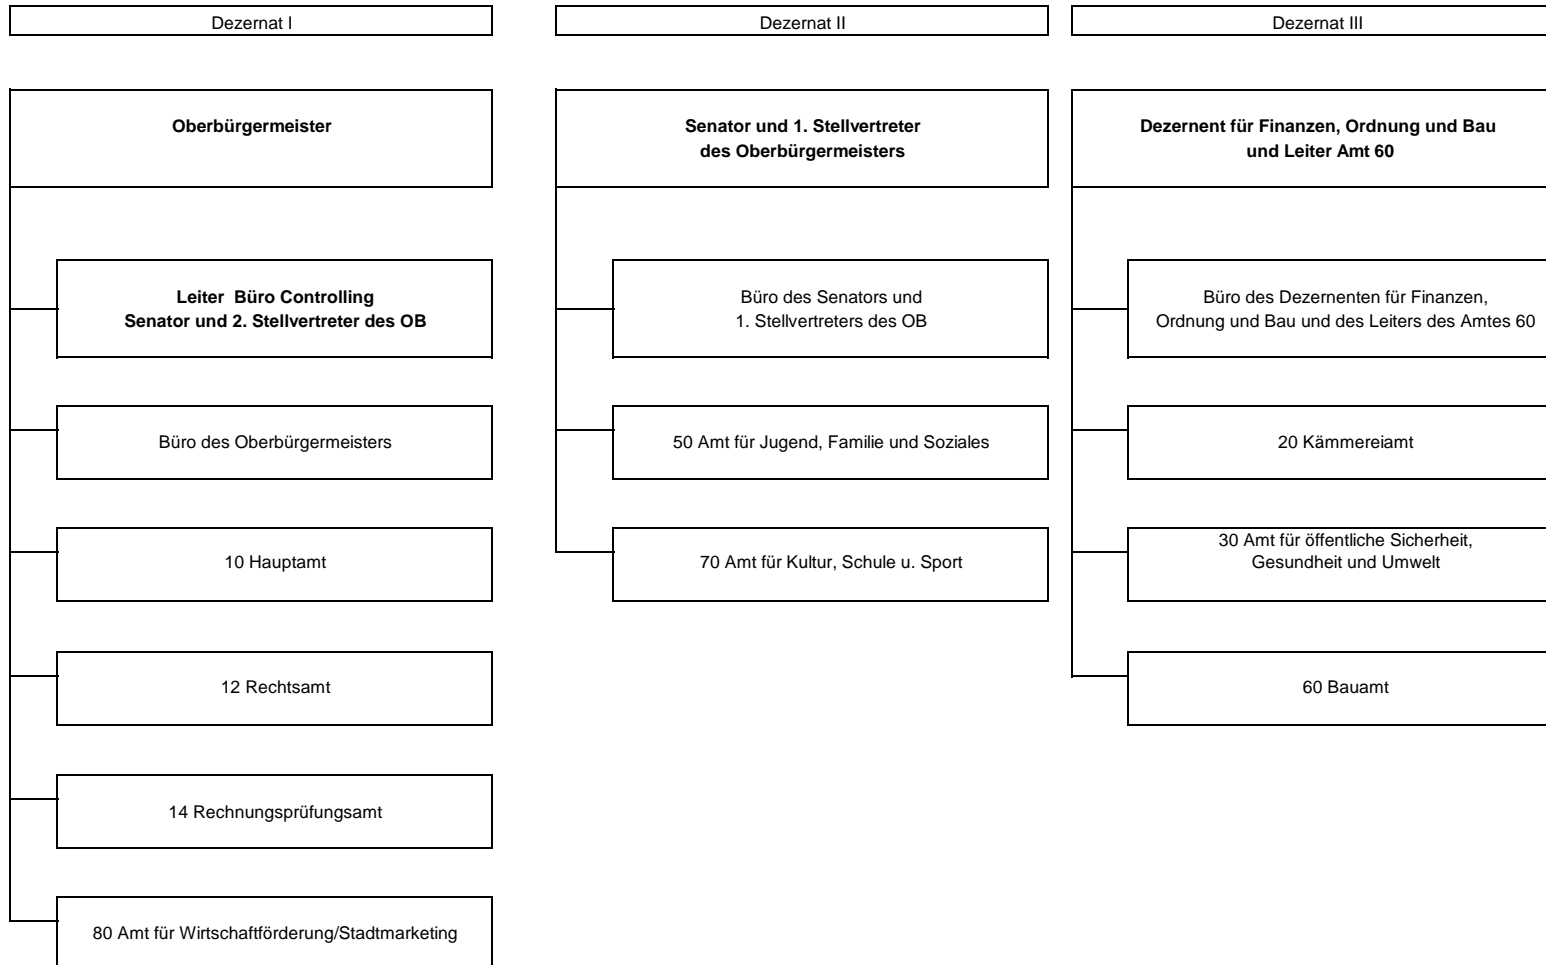 Dezernat I
Oberbürgermeister
Leiter  Büro Controlling
Senator und 2. Stellvertreter des OB
Büro des Oberbürgermeisters
10 Hauptamt
12 Rechtsamt
14 Rechnungsprüfungsamt
80 Amt für Wirtschaftförderung/Stadtmarketing
Dezernat II
Senator und 1. Stellvertreter
des Oberbürgermeisters
Büro des Senators und
1. Stellvertreters des OB
50 Amt für Jugend, Familie und Soziales
70 Amt für Kultur, Schule u. Sport
Dezernat III
Dezernent für Finanzen, Ordnung und Bau
und Leiter Amt 60
Büro des Dezernenten für Finanzen,
Ordnung und Bau und des Leiters des Amtes 60
20 Kämmereiamt
30 Amt für öffentliche Sicherheit,
Gesundheit und Umwelt
60 Bauamt